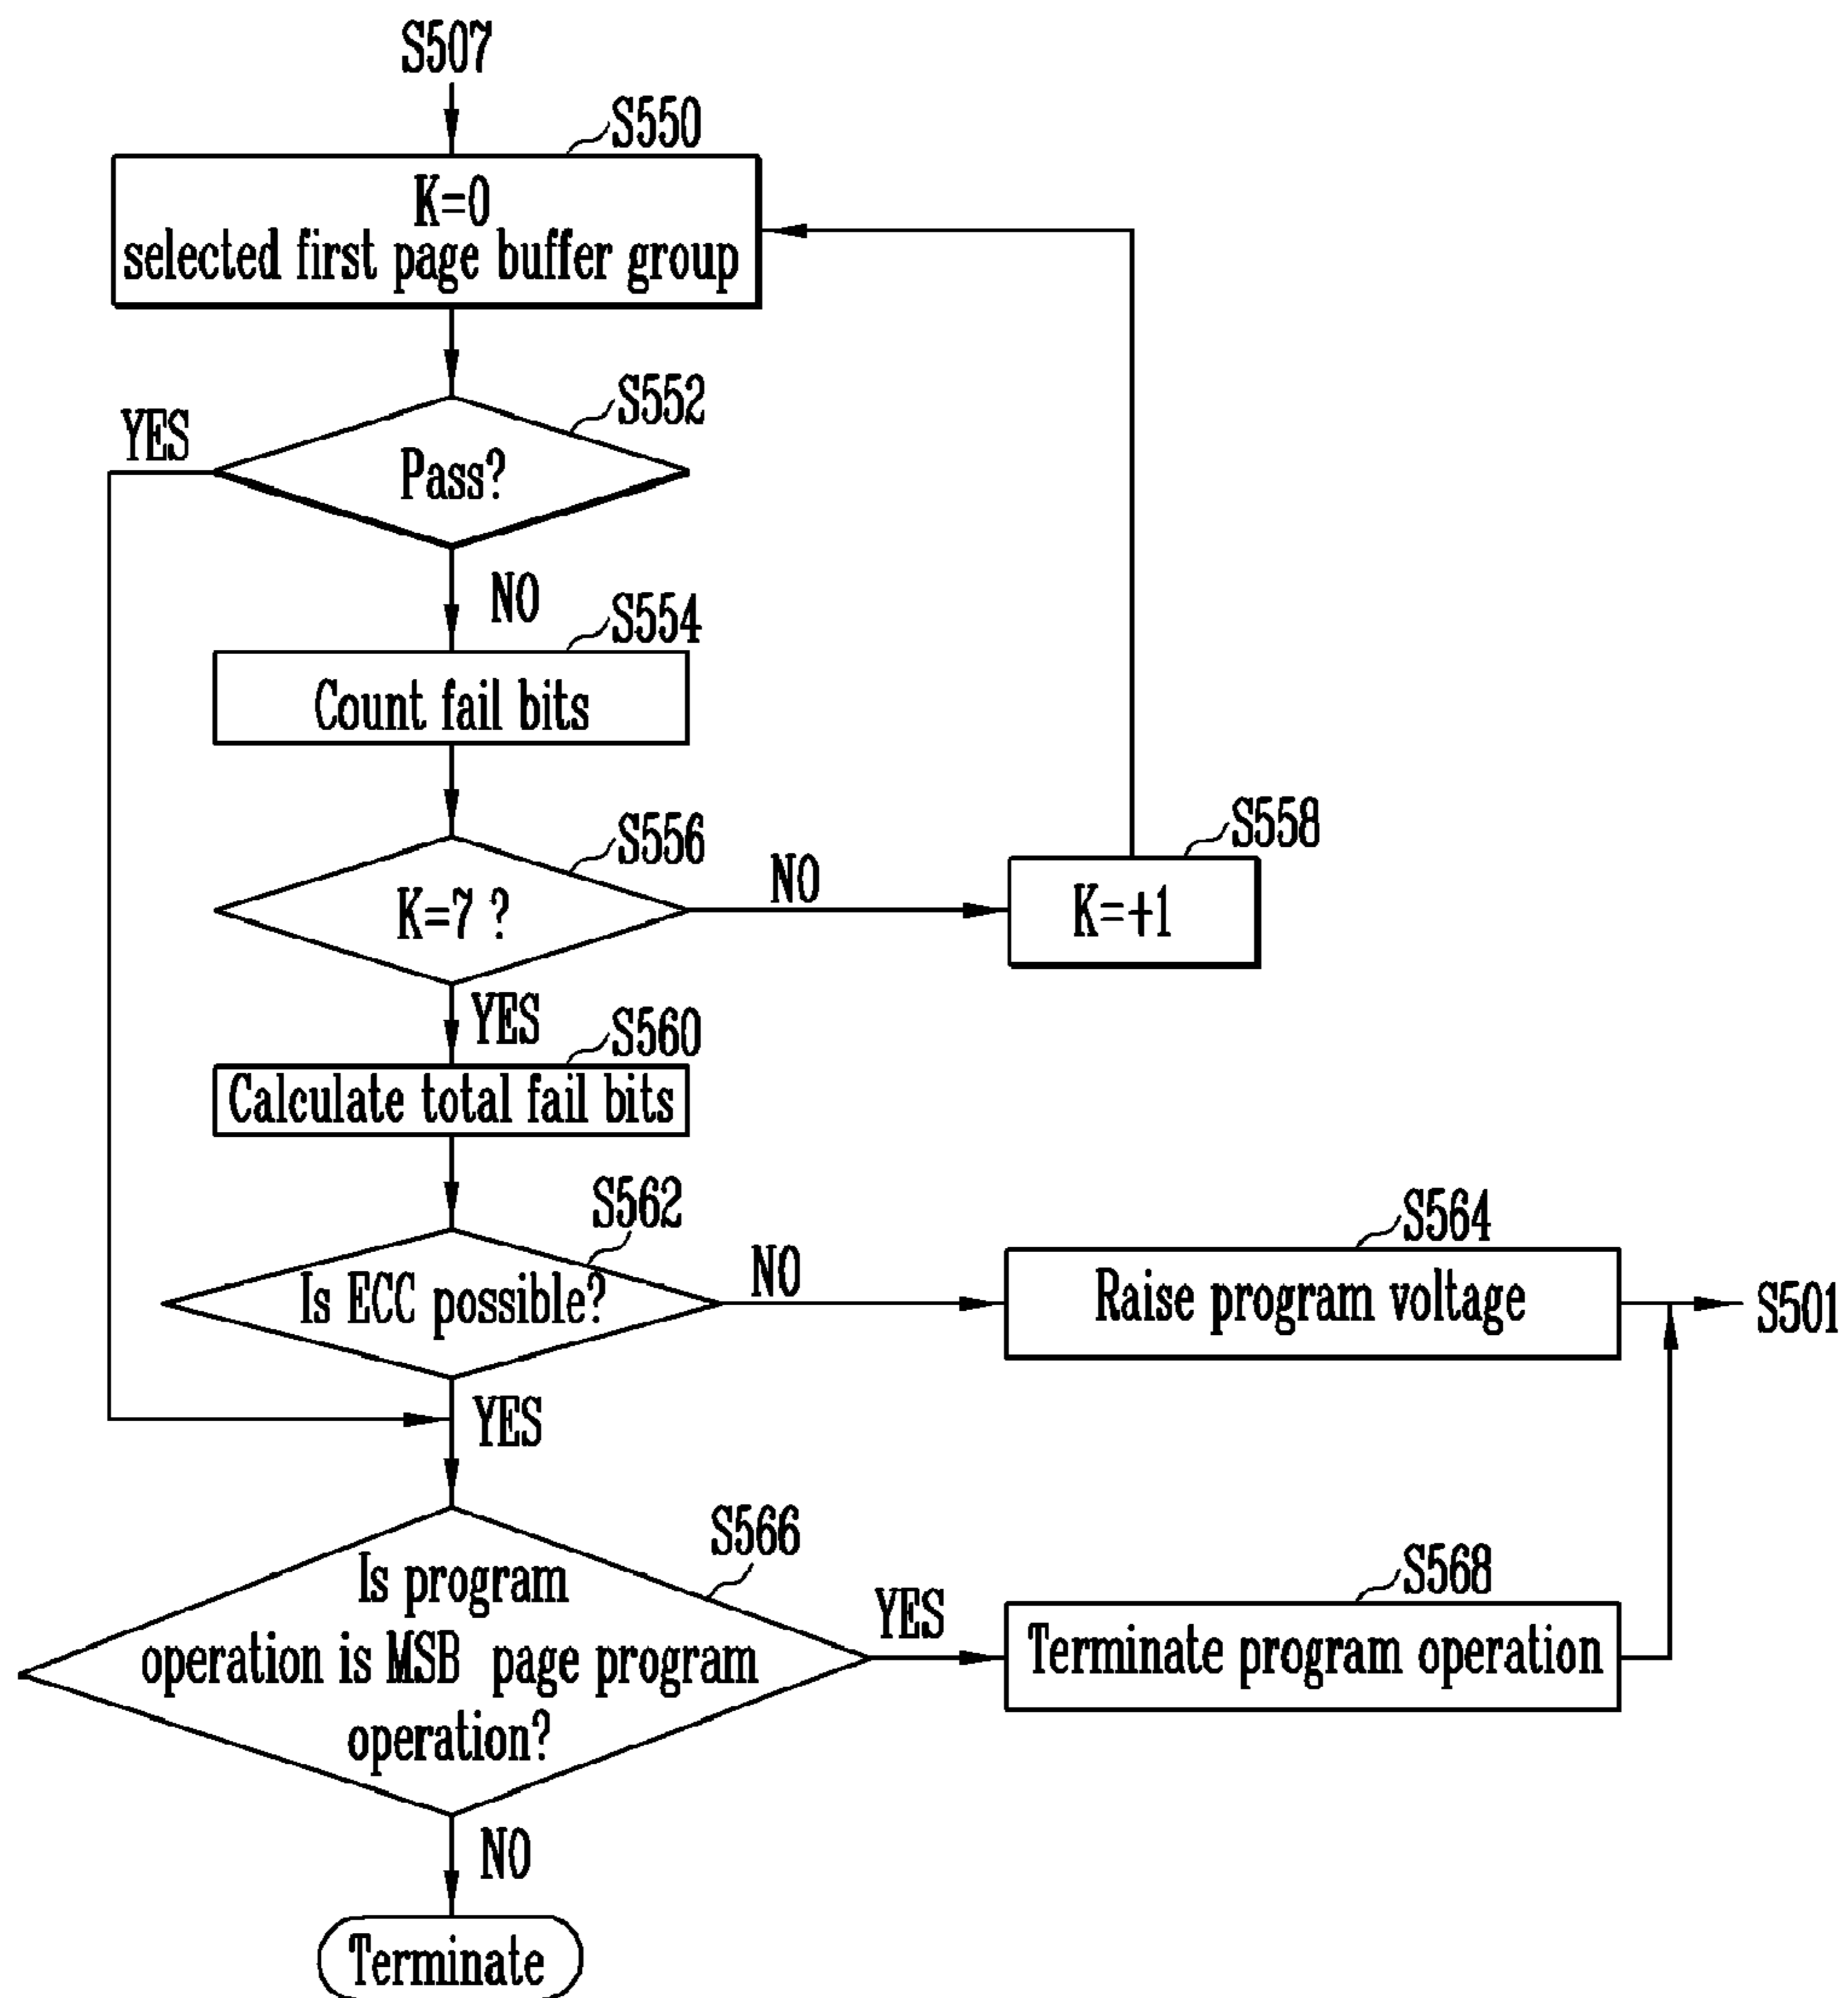 S507
S550
K=0
selected first page buffer group
S552
YES
Pass?
NO
S554
Count fail bits
S556
K=7 ?
NO
S558
K=+1
YES
S560
Calculate total fail bits
S562
Is ECC possible?
NO
S564
Raise program voltage
S501
YES
S566
Is program
operation is MSB page program
operation?
YES
S568
Terminate program operation
NO
Terminate